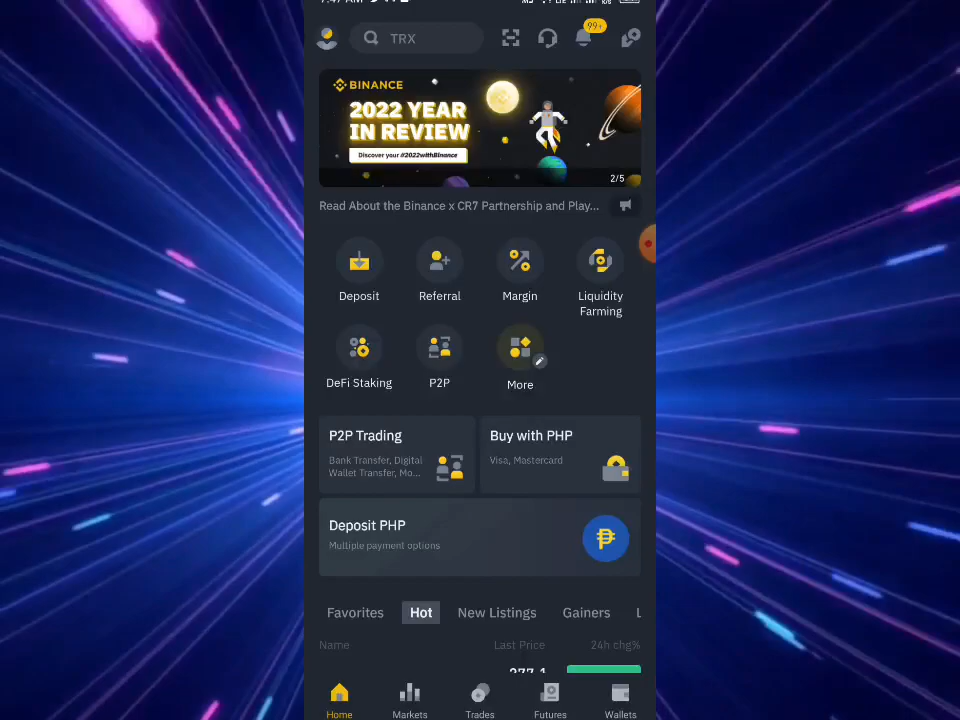 TRX
99+
BINANCE
2022 YEAR
IN REVIEW
Discover your #2022withBinance
2/5
Read About the Binance x CR7 Partnership and Play...
Deposit
Referral
Margin
Liquidity
Farming
DeFi Staking
P2P
More
P2P Trading
Bank Transfer, Digital
Wallet Transfer, Mo...
Buy with PHP
Visa, Mastercard
Deposit PHP
Multiple payment options
Favorites
Hot
New Listings
Gainers
L
Name
Last Price
24h chg%
Home
Markets
Trades
Futures
Wallets